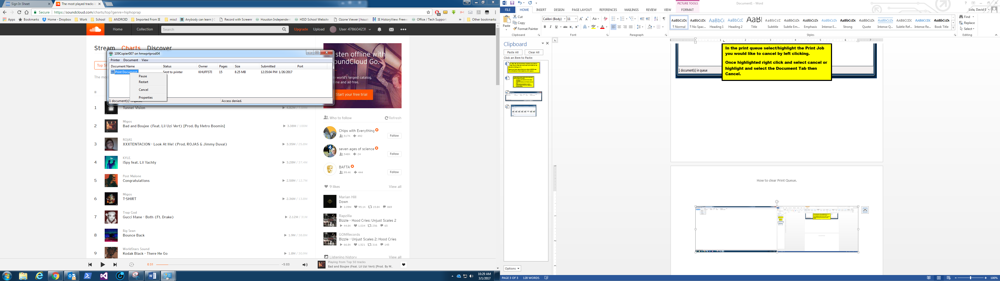 Sign In Sheet
The most played tracks i
Secure https://soundcloud.com/charts/top?genre=hiphoprap
Apps Bookmarks Home - Dropbox Work School ANDROID Imported From IE miscl Anybody can learn | C Record with Screenr Houston Independent HISD School Website Ozone Viewer | houst IE HistoryView: Freew Office / Tech Support » Other bookmarks
Home Collection Search Upgrade Upload User 478604231
Stream Charts Discover
Top 50
The mos
#
109Copier007 on hmwprtprod04
Printer Document View
Document Name Status Owner Pages Size Submitted Port
Print Document Sent to printer KHUFFSTI 15 8.25 MB 12:35:04 PM 1/26/2017
Pause
Restart
Cancel
Properties
1 document(s) in queue Access denied.
1 Tunnel Vision 4.82M / 7.59M
Migos
2 Bad and Boujee (Feat. Lil Uzi Vert) [Prod. By Metro Boomin] 3.38M / 100M
ROJAS
3 XXXTENTACION - Look At Me! (Prod. ROJAS & Jimmy Duval) 3.35M / 25.8M
KYLE.
4 iSpy feat. Lil Yachty 3.28M / 37.4M
Post Malone
5 Congratulations 2.58M / 12.7M
Migos
6 T-SHIRT 2.36M / 13.8M
Trap God
7 Gucci Mane - Both (Ft. Drake) 2.12M / 31M
Big Sean
8 Bounce Back 1.9M / 38.8M
WorldStars Sound
9 Kodak Black - There He Go 1.8M / 30.9M
sten offline with
oundCloud Go.
e world's largest catalog,
line and ad-free.
Start your free trial
Who to follow Refresh
Chips with Everything
517K 492 Follow
seven ages of science
548K 24 Follow
BAFTA
99.4K 444 Follow
9 likes View all
Marian Hill
Down
3.09M 95.1K 15.8K 869
Rapzilla
Bizzle - Hood Cries: Unjust Scales 2
44.8K 1,034 256 65
GOMRecords
Bizzle - Unjust Scales 2: Hood Cries
66.8K 1,521 316 145
Listening history View all
0:31 -5:03
Playing from Top 50 tracks
Bad and Boujee (Feat. Lil Uzi Vert) [Prod. By M..
10:29 AM
3/1/2017
PICTURE TOOLS
Document1 - Word
FILE HOME INSERT DESIGN PAGE LAYOUT REFERENCES MAILINGS REVIEW VIEW FORMAT Lola, David E
Paste Cut Copy Format Painter
Calibri (Body) 11
AaBbCcDc AaBbCcDc AaBbCc AaBbCcC AaBl AaBbCcC AaBbCcDc AaBbCcDc AaBbCcDc AaBbCcDc AaBbCcDc AaBbCcDc AABBCCDC AABBCCDC AaBbCcDc
¶ Normal ¶ No Spac... Heading 1 Heading 2 Title Subtitle Subtle Em... Emphasis Intense E... Strong Quote Intense Q... Subtle Ref... Intense Re... Book Title
Find
Replace
Select
Clipboard Font Paragraph Styles Editing
Clipboard
Paste All Clear All
Click an Item to Paste:
Options
In the print queue select/highlight the Print Job
you would like to cancel by left clicking.
Once highlighted right click and select cancel or
highlight and select the Document Tab then
Cancel.
1 document(s) in queue
How to clear Print Queue.
PAGE 3 OF 3 120 WORDS 100%